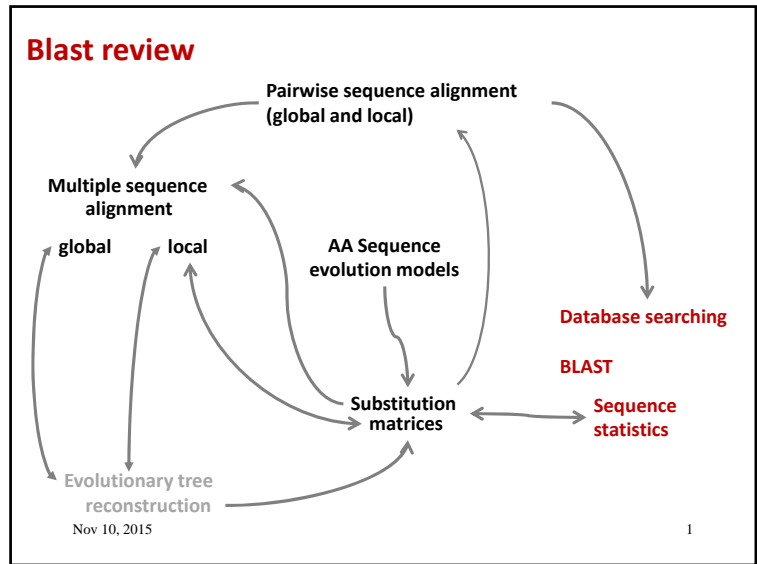 Blast review
Pairwise sequence alignment
(global and local)
Multiple sequence
alignment
global local
AA Sequence
evolution models
Database searching
BLAST
Sequence
statistics
Substitution
matrices
Evolutionary tree
reconstruction
Nov 10, 2015
1